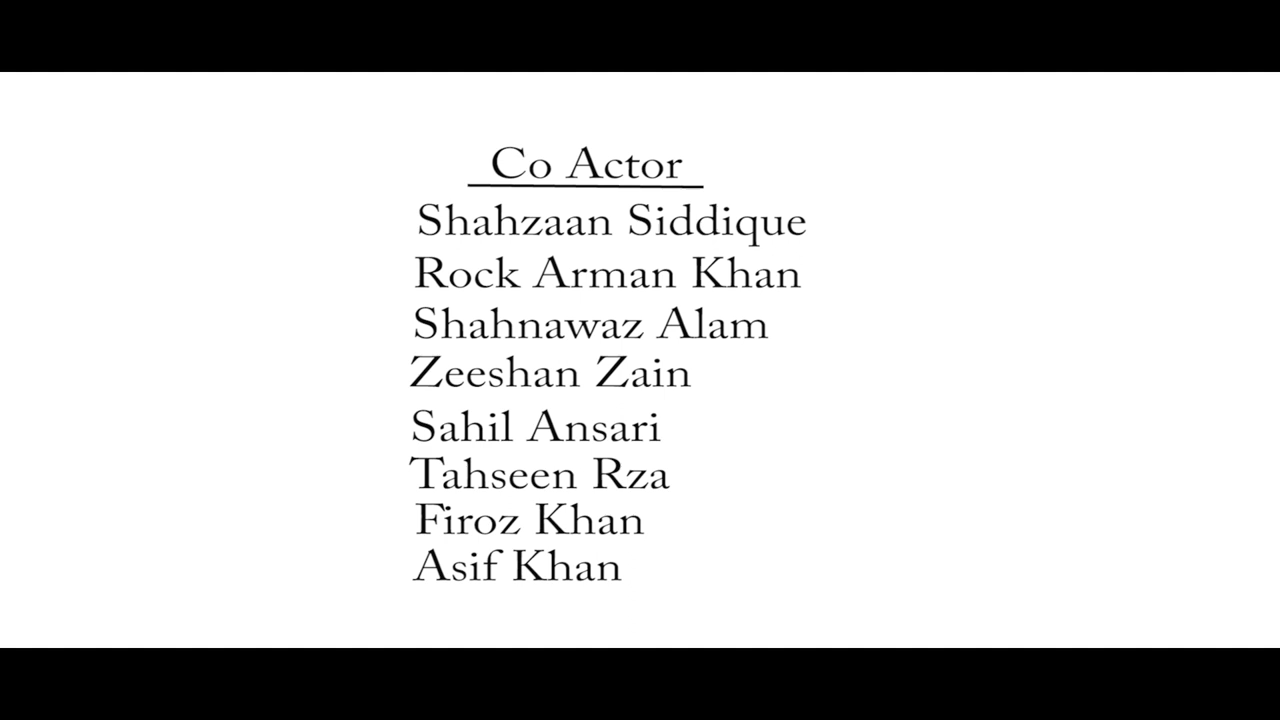 Co Actor
Shahzaan Siddique
Rock Arman Khan
Shahnawaz Alam
Zeeshan Zain
Sahil Ansari
Tahseen Rza
Firoz Khan
Asif Khan